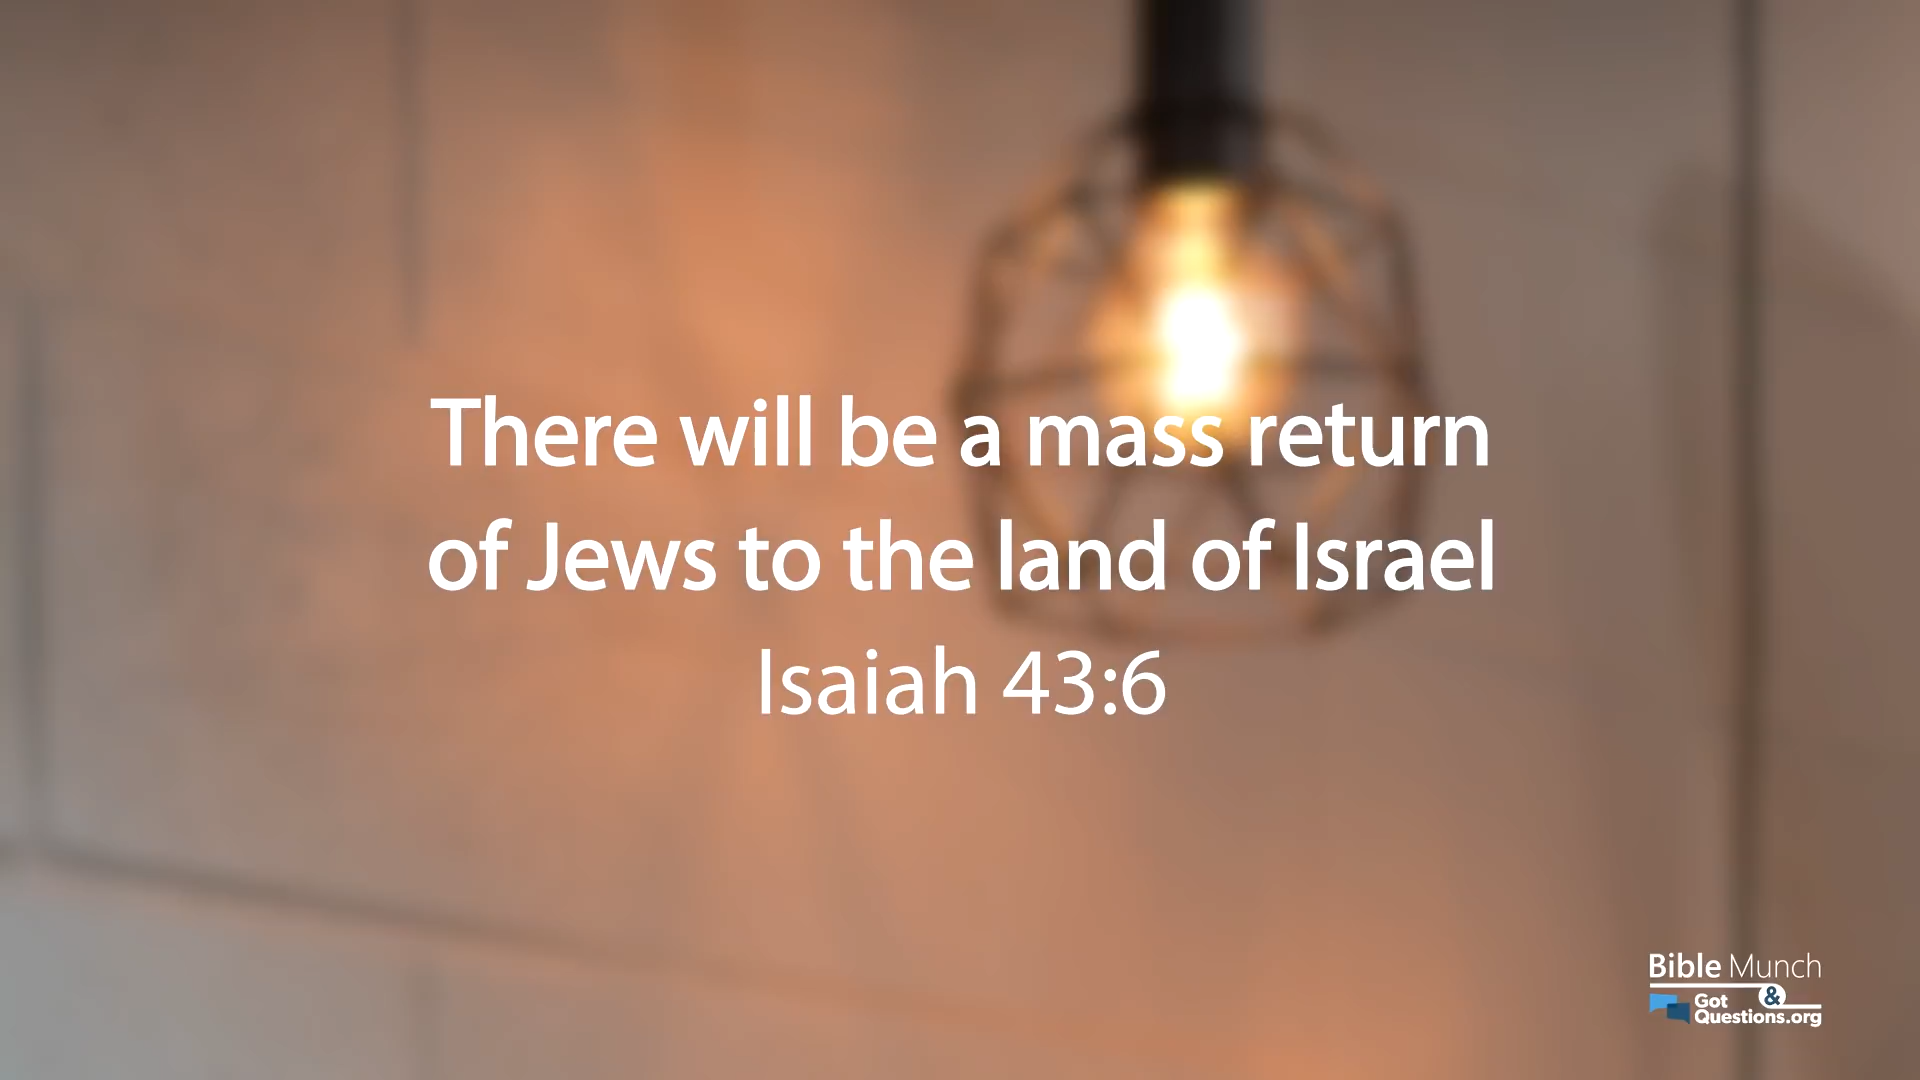 There will be a mass return
of Jews to the land of Israel
Isaiah 43:6
Bible Munch
&
Got
Questions.org